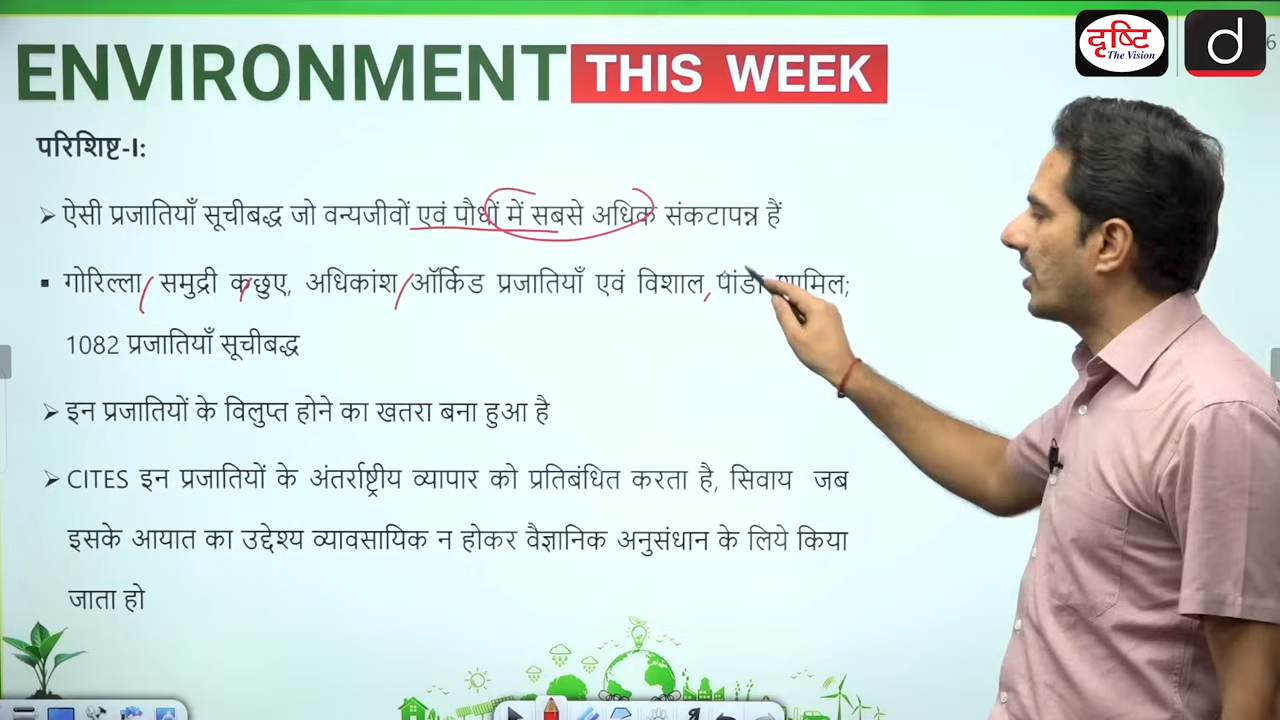 ENVIRONMENT THIS WEEK
दृष्टि
The Vision
d
6
परिशिष्ट-I:
➤ ऐसी प्रजातियाँ सूचीबद्ध जो वन्यजीवों एवं पौधों में सबसे अधिक संकटापन्न हैं
▪ गोरिल्ला, समुद्री कछुए, अधिकांश ऑर्किड प्रजातियाँ एवं विशाल पांडा शामिल;
1082 प्रजातियाँ सूचीबद्ध
➤ इन प्रजातियों के विलुप्त होने का खतरा बना हुआ है
➤ CITES इन प्रजातियों के अंतर्राष्ट्रीय व्यापार को प्रतिबंधित करता है, सिवाय जब
इसके आयात का उद्देश्य व्यावसायिक न होकर वैज्ञानिक अनुसंधान के लिये किया
जाता हो